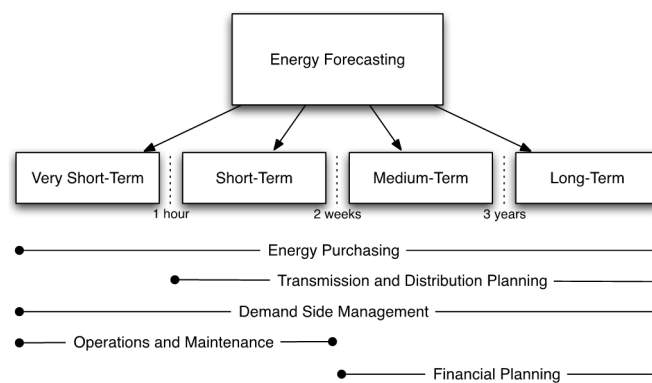 Energy Forecasting
Very Short-Term
Short-Term
Medium-Term
Long-Term
1 hour
2 weeks
3 years
Energy Purchasing
Transmission and Distribution Planning
Demand Side Management
Operations and Maintenance
Financial Planning